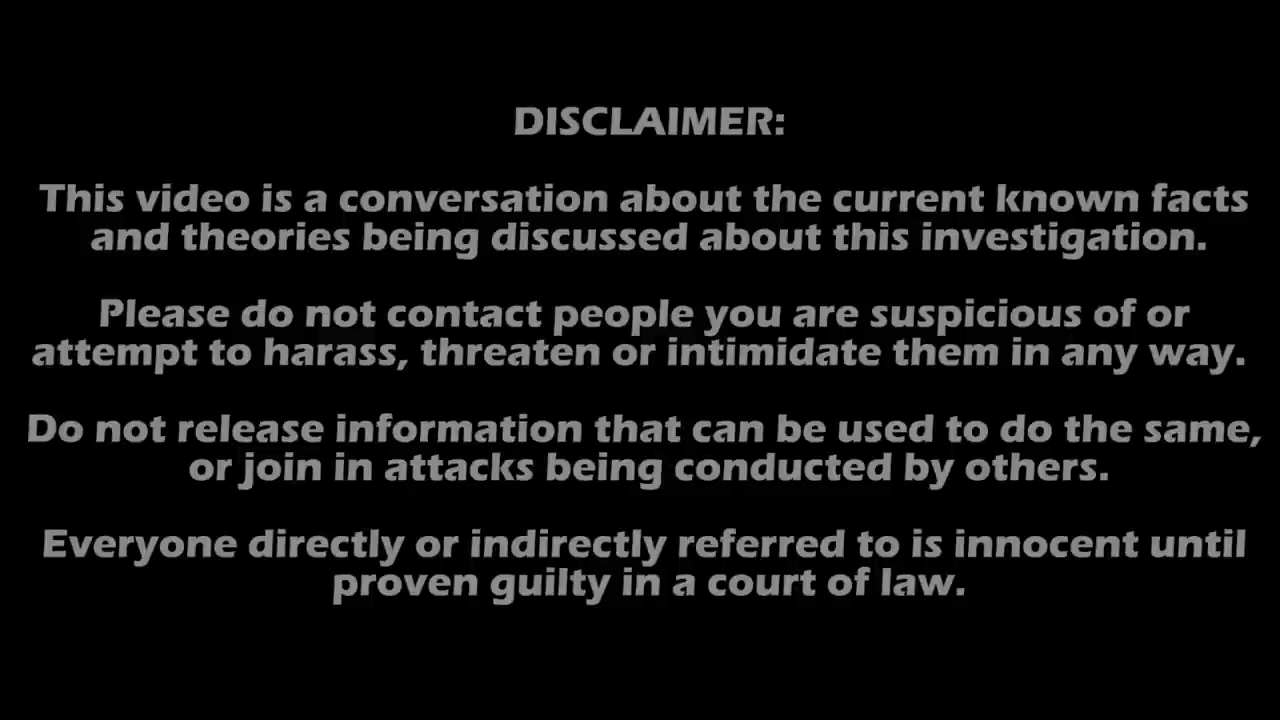 DISCLAIMER:
This video is a conversation about the current known facts
and theories being discussed about this investigation.
Please do not contact people you are suspicious of or
attempt to harass, threaten or intimidate them in any way.
Do not release information that can be used to do the same,
or join in attacks being conducted by others.
Everyone directly or indirectly referred to is innocent until
proven guilty in a court of law.